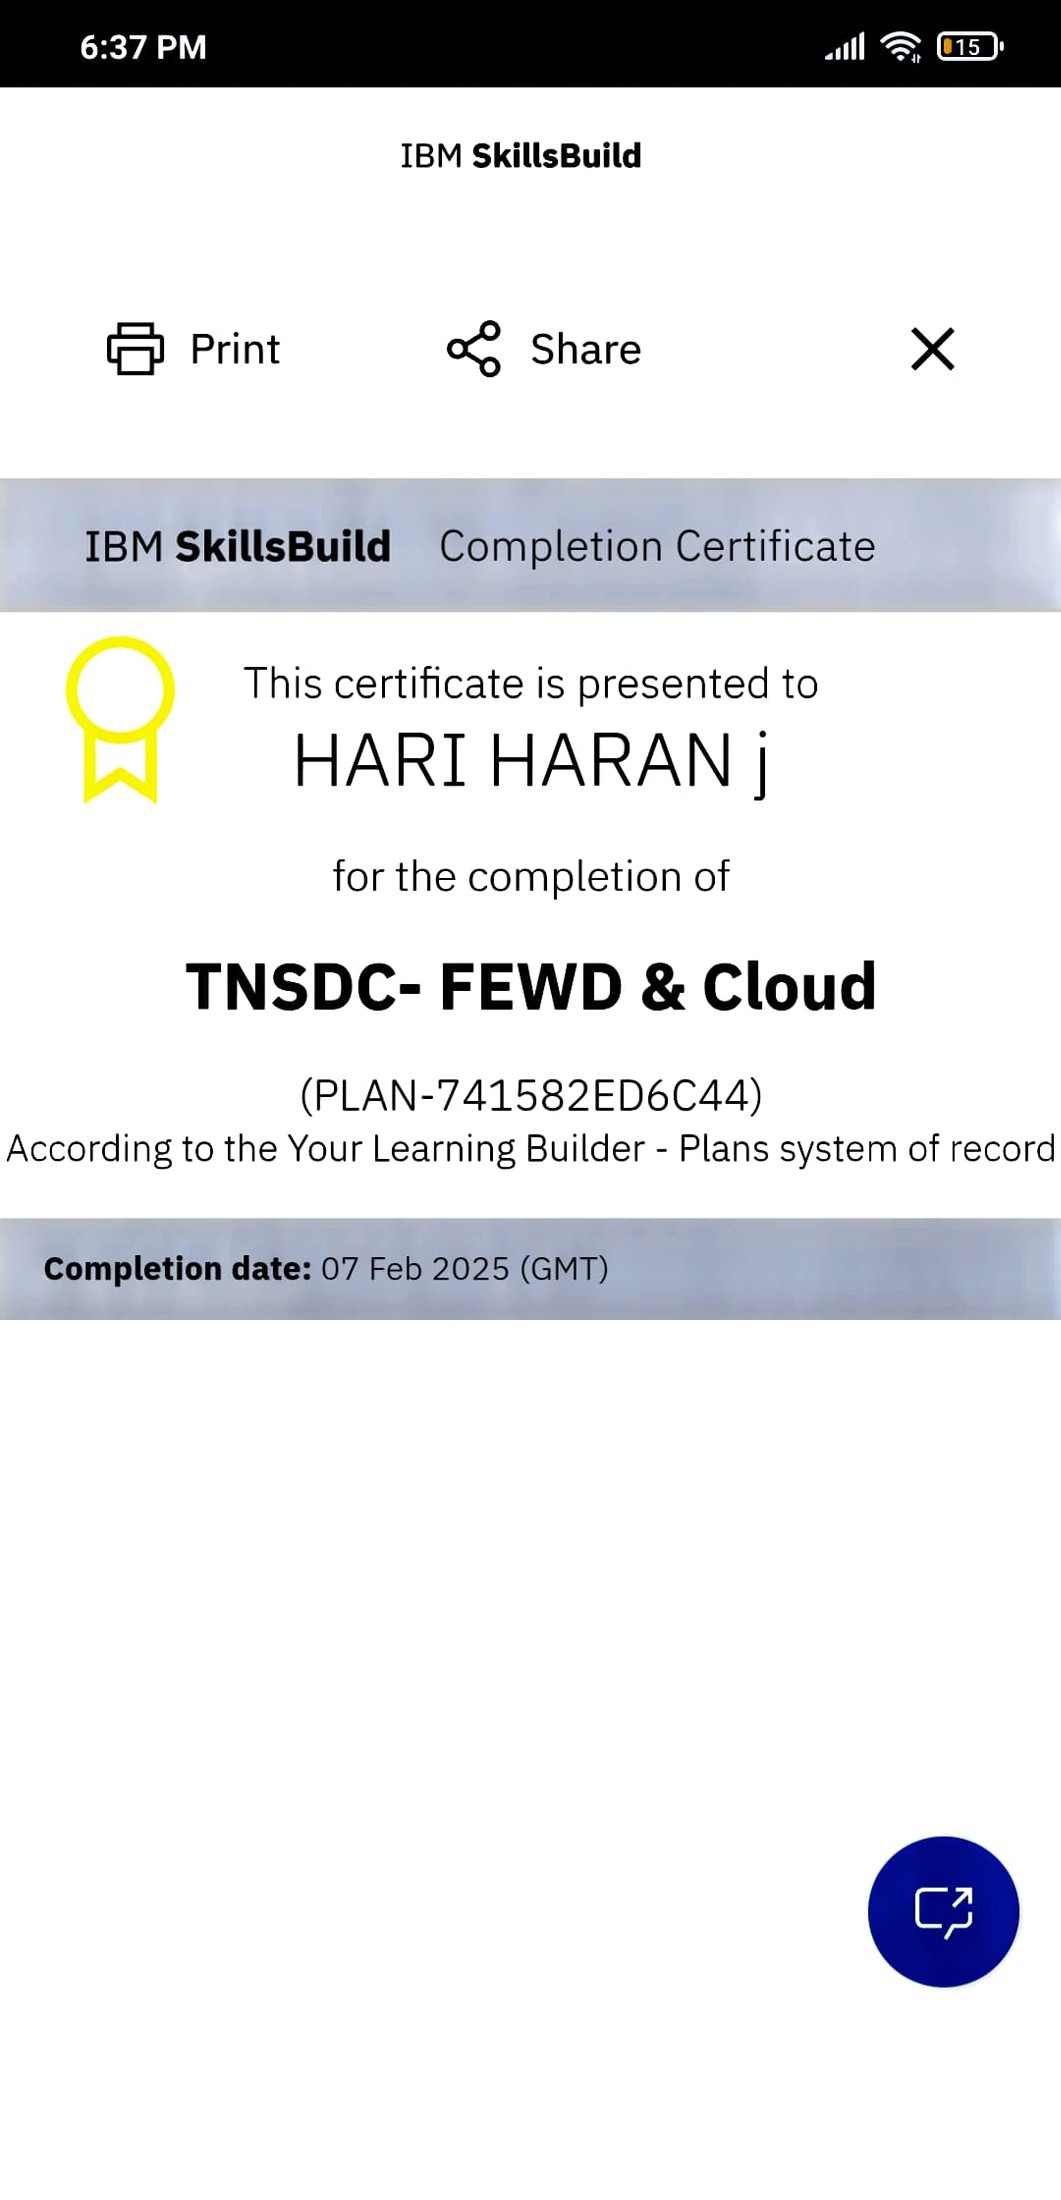 6:37 PM
15
IBM SkillsBuild
Print
Share
IBM SkillsBuild Completion Certificate
This certificate is presented to
HARI HARAN j
for the completion of
TNSDC- FEWD & Cloud
(PLAN-741582ED6C44)
According to the Your Learning Builder - Plans system of record
Completion date: 07 Feb 2025 (GMT)